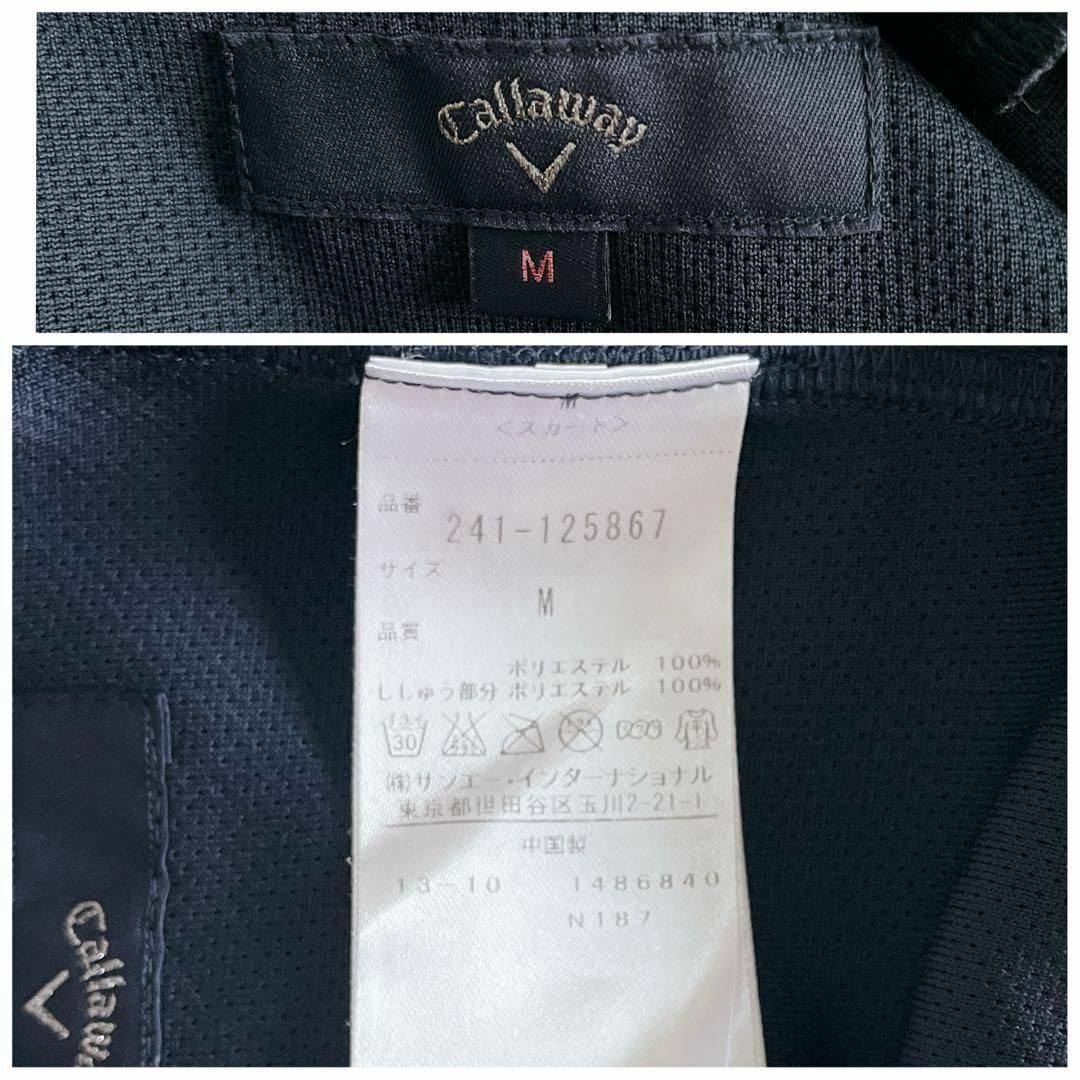 Callaway
M
M
<スカート>
品番
241-125867
サイズ
M
品質
ポリエステル 100%
ししゅう部分 ポリエステル 100%
30
(株)サンエー・インターナショナル
東京都世田谷区玉川2-21-1
中国製
13-10 1486840
N187
Callaway